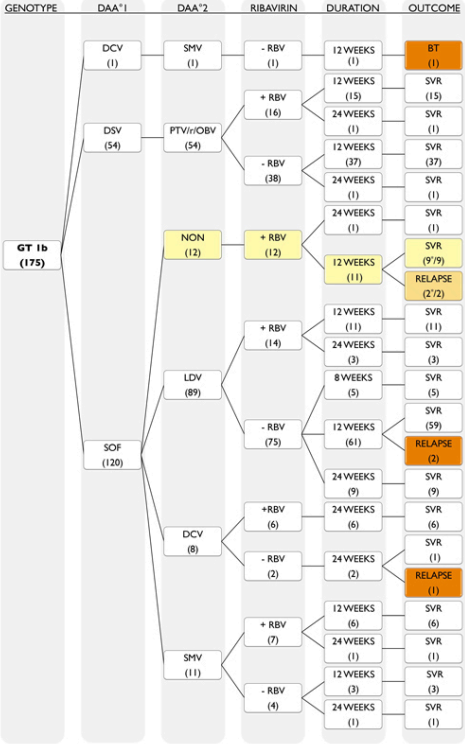 GENOTYPE DAA°1 DAA°2 RIBAVIRIN DURATION OUTCOME
DCV SMV - RBV 12 WEEKS BT
(1) (1) (1) (1) (1)
12 WEEKS SVR
+ RBV (15) (15)
(16) 24 WEEKS SVR
DSV PTV/r/OBV (1) (1)
(54) (54) 12 WEEKS SVR
- RBV (37) (37)
(38) 24 WEEKS SVR
(1) (1)
24 WEEKS SVR
NON + RBV (1) (1)
(12) (12) SVR
GT 1b 12 WEEKS (9*/9)
(175) (11) RELAPSE
(2*/2)
12 WEEKS SVR
+ RBV (11) (11)
(14) 24 WEEKS SVR
(3) (3)
LDV 8 WEEKS SVR
(89) (5) (5)
SVR
- RBV 12 WEEKS (59)
(75) (61) RELAPSE
SOF (2)
(120) 24 WEEKS SVR
(9) (9)
+RBV 24 WEEKS SVR
(6) (6) (6)
DCV SVR
(8) - RBV 24 WEEKS (1)
(2) (2) RELAPSE
(1)
12 WEEKS SVR
+ RBV (6) (6)
(7) 24 WEEKS SVR
SMV (1) (1)
(11) 12 WEEKS SVR
- RBV (3) (3)
(4) 24 WEEKS SVR
(1) (1)